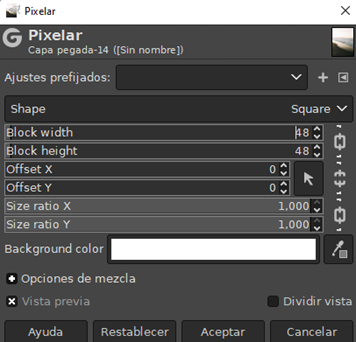 Pixelar
Pixelar
Capa pegada-14 ([Sin nombre])
Ajustes prefijados:
Shape Square
Block width 48
Block height 48
Offset X 0
Offset Y 0
Size ratio X 1,000
Size ratio Y 1,000
Background color
Opciones de mezcla
Vista previa Dividir vista
Ayuda Restablecer Aceptar Cancelar